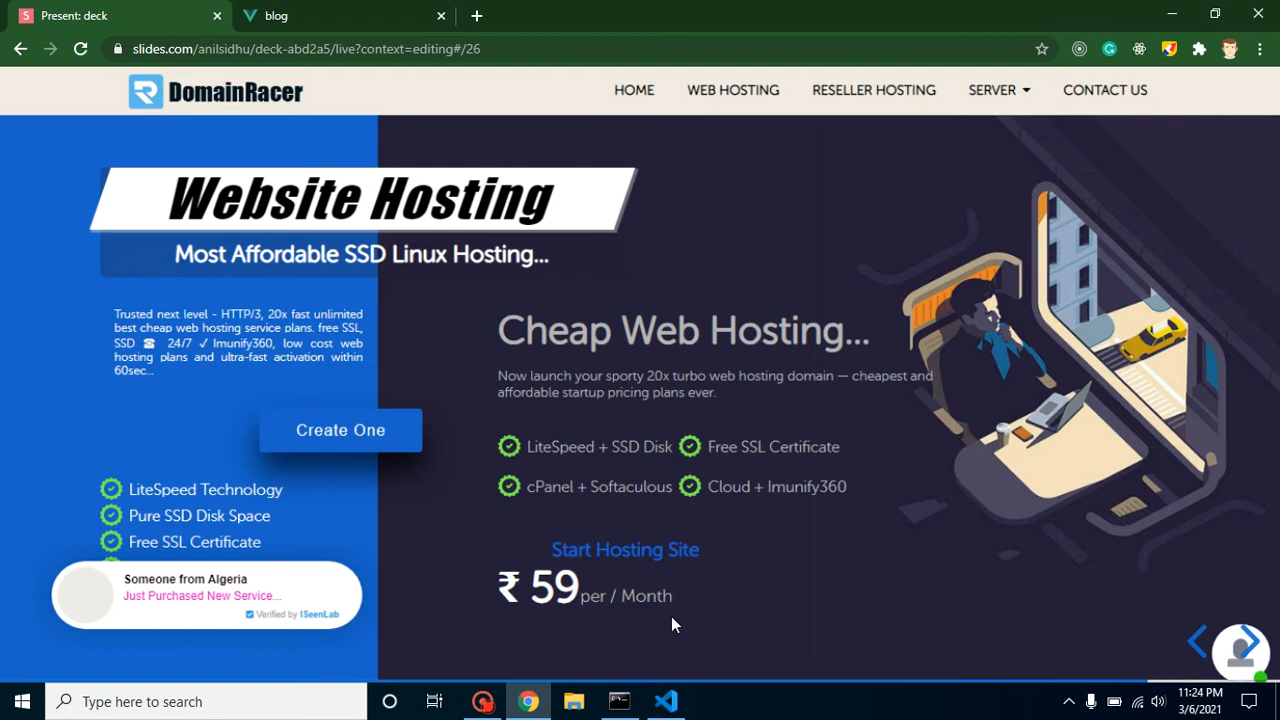 Present: deck
blog
slides.com/anilsidhu/deck-abd2a5/live?context=editing#/26
DomainRacer
HOME
WEB HOSTING
RESELLER HOSTING
SERVER
CONTACT US
Website Hosting
Most Affordable SSD Linux Hosting...
Trusted next level - HTTP/3, 20x fast unlimited
best cheap web hosting service plans. free SSL,
SSD ☎ 24/7 ✓ Imunify360, low cost web
hosting plans and ultra-fast activation within
60sec...
Create One
LiteSpeed Technology
Pure SSD Disk Space
Free SSL Certificate
Someone from Algeria
Just Purchased New Service...
Verified by ISeenLab
Cheap Web Hosting...
Now launch your sporty 20x turbo web hosting domain — cheapest and
affordable startup pricing plans ever.
LiteSpeed + SSD Disk
Free SSL Certificate
cPanel + Softaculous
Cloud + Imunify360
Start Hosting Site
₹ 59 per / Month
Type here to search
11:24 PM
3/6/2021